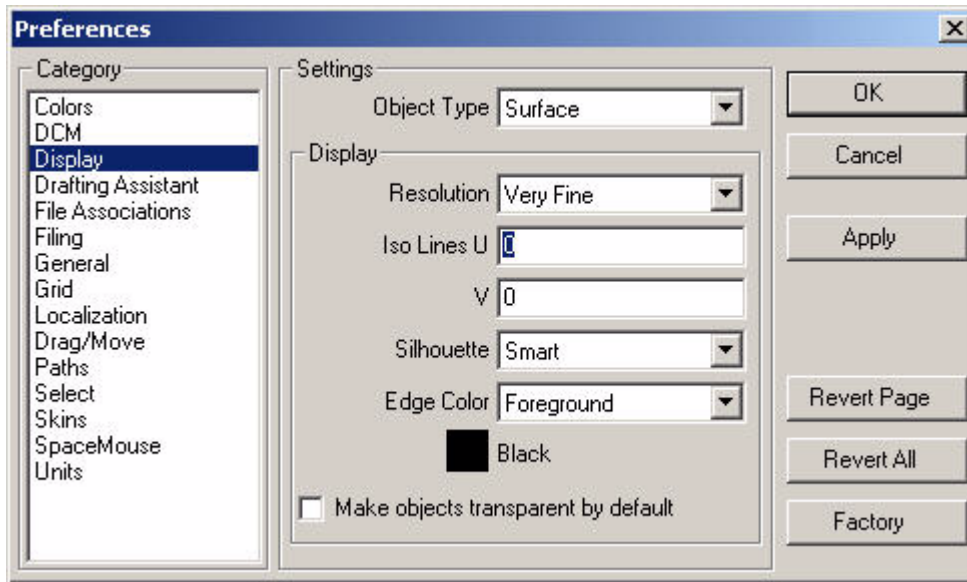 Preferences
Category
Colors
DCM
Display
Drafting Assistant
File Associations
Filing
General
Grid
Localization
Drag/Move
Paths
Select
Skins
SpaceMouse
Units
Settings
Object Type Surface
Display
Resolution Very Fine
Iso Lines U 0
V 0
Silhouette Smart
Edge Color Foreground
Black
Make objects transparent by default
OK
Cancel
Apply
Revert Page
Revert All
Factory